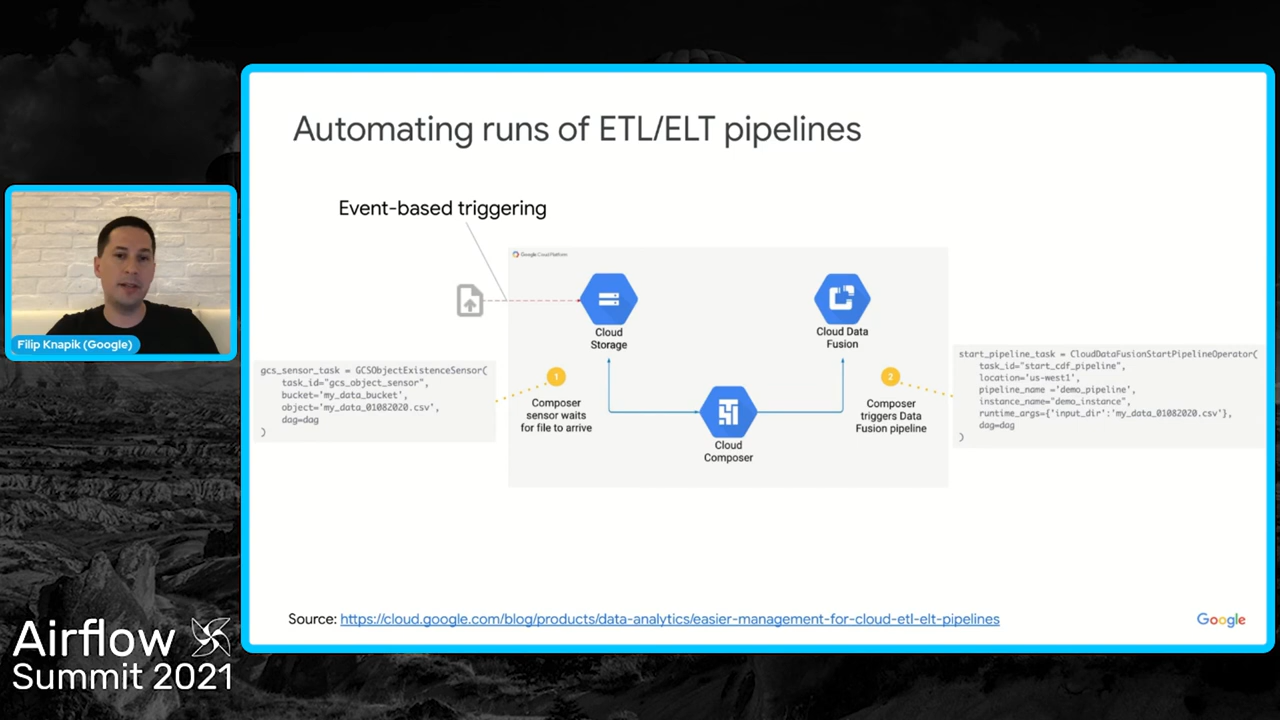 Automating runs of ETL/ELT pipelines
Event-based triggering
Google Cloud Platform
Cloud
Storage
Cloud Data
Fusion
gcs_sensor_task = GCSObjectExistenceSensor(
task_id="gcs_object_sensor",
bucket='my_data_bucket',
object='my_data_01082020.csv',
dag=dag
)
1
Composer
sensor waits
for file to arrive
Cloud
Composer
2
Composer
triggers Data
Fusion pipeline
start_pipeline_task = CloudDataFusionStartPipelineOperator(
task_id="start_cdf_pipeline",
location='us-west1',
pipeline_name ='demo_pipeline',
instance_name="demo_instance",
runtime_args={'input_dir':'my_data_01082020.csv'},
dag=dag
)
Filip Knapik (Google)
Source: https://cloud.google.com/blog/products/data-analytics/easier-management-for-cloud-etl-elt-pipelines
Google
Airflow
Summit 2021